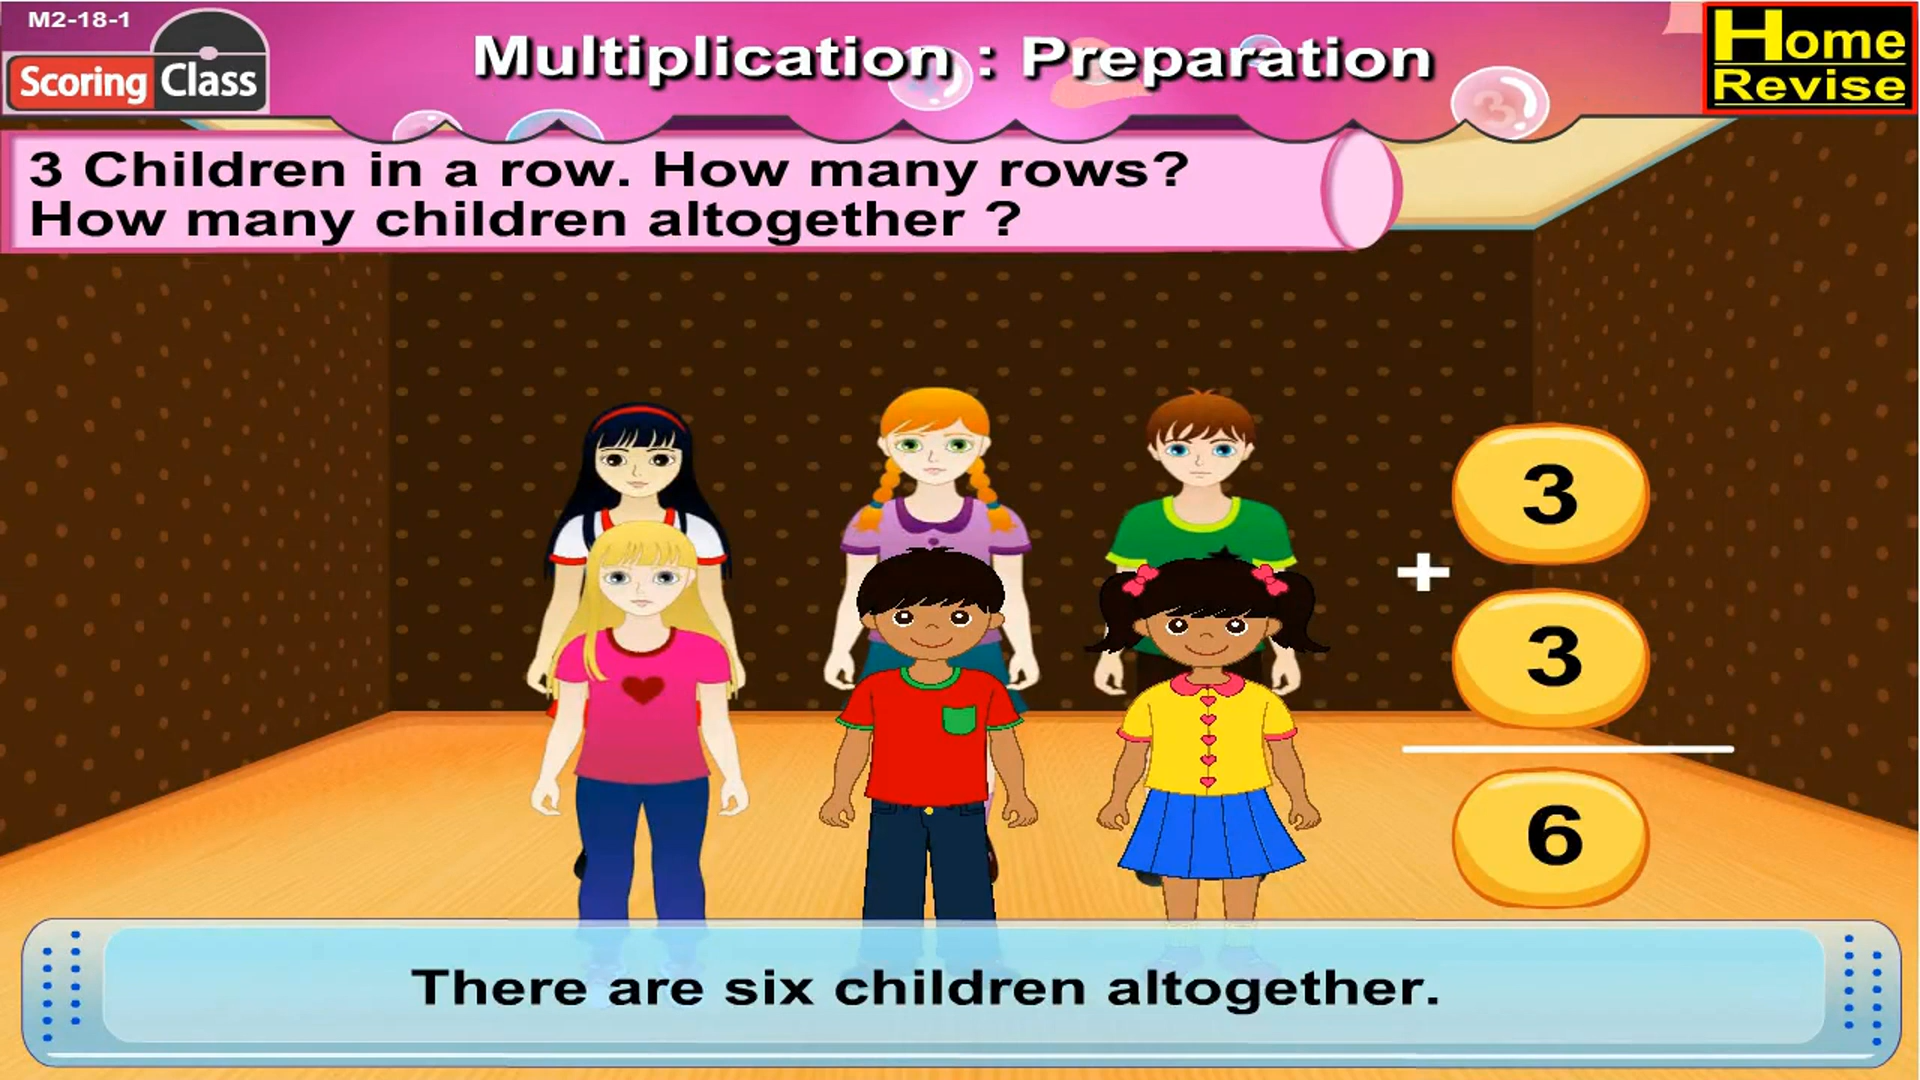 M2-18-1
Scoring Class
Multiplication : Preparation
Home
Revise
3 Children in a row. How many rows?
How many children altogether ?
3
+
3
6
There are six children altogether.